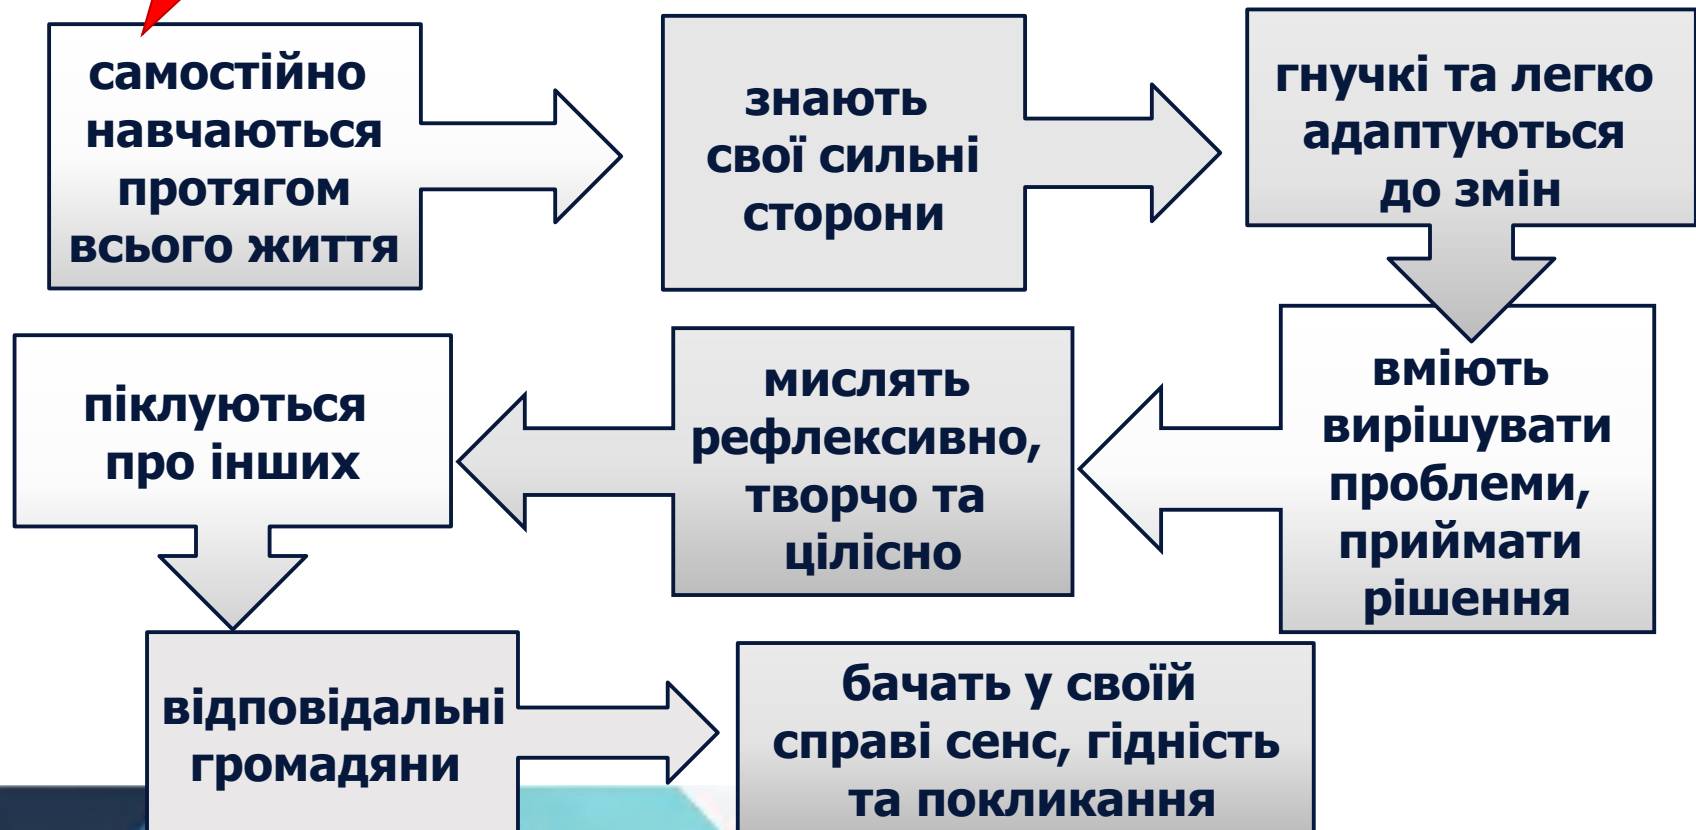 самостійно
навчаються
протягом
всього життя
знають
свої сильні
сторони
гнучкі та легко
адаптуються
до змін
вміють
вирішувати
проблеми,
приймати
рішення
мислять
рефлексивно,
творчо та
цілісно
піклуються
про інших
відповідальні
громадяни
бачать у своїй
справі сенс, гідність
та покликання